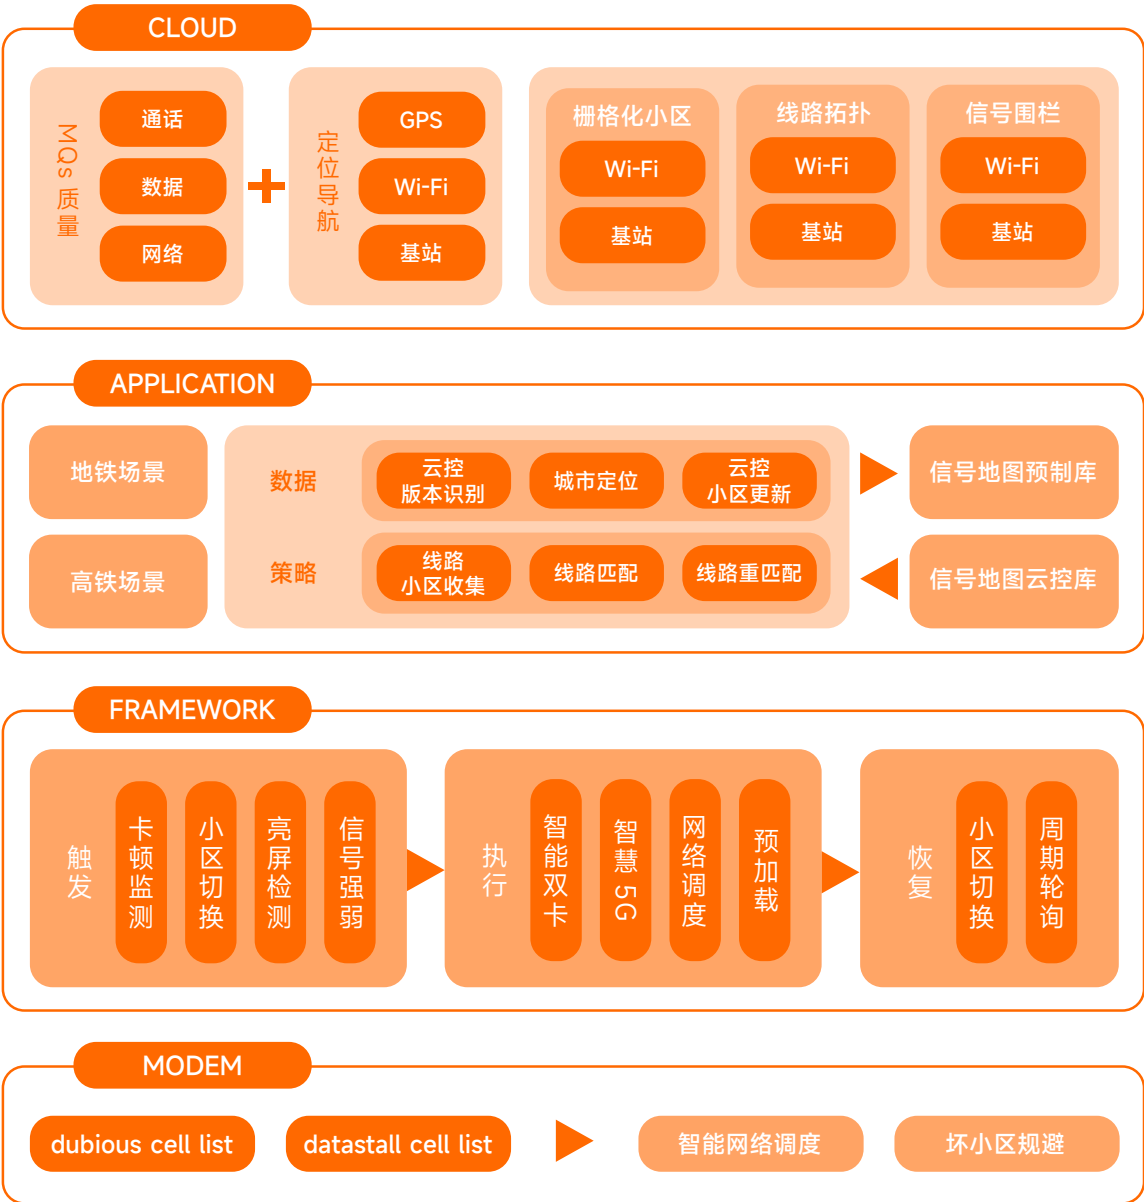 CLOUD
MQs 质量
通话
数据
网络
定位导航
GPS
Wi-Fi
基站
栅格化小区
Wi-Fi
基站
线路拓扑
Wi-Fi
基站
信号围栏
Wi-Fi
基站
APPLICATION
地铁场景
高铁场景
数据
云控
版本识别
城市定位
云控
小区更新
策略
线路
小区收集
线路匹配
线路重匹配
信号地图预制库
信号地图云控库
FRAMEWORK
触发
卡顿监测
小区切换
亮屏检测
信号强弱
执行
智能双卡
智慧 5G
网络调度
预加载
恢复
小区切换
周期轮询
MODEM
dubious cell list
datastall cell list
智能网络调度
坏小区规避